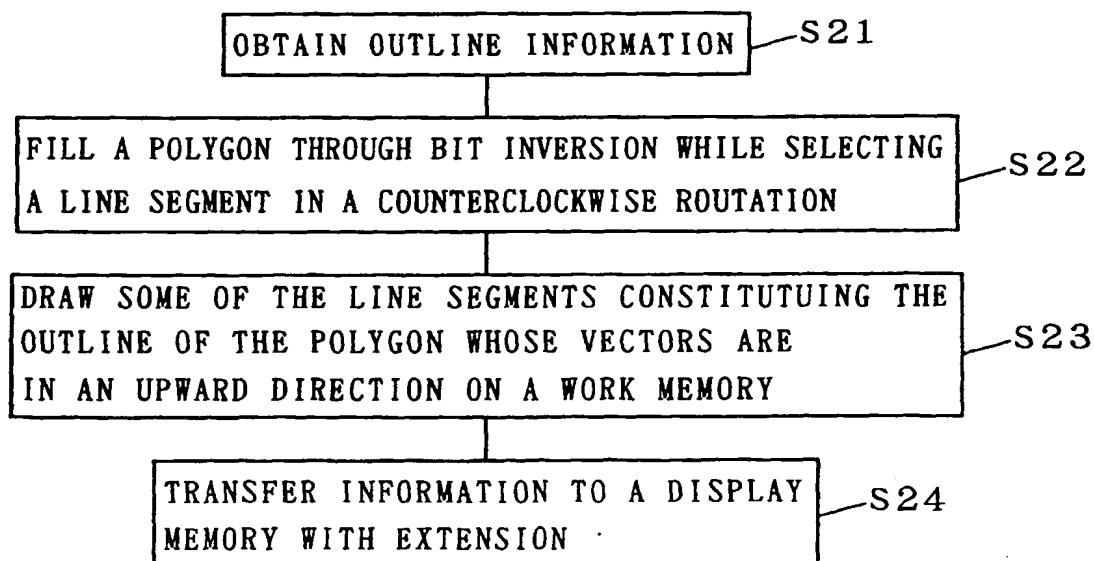 OBTAIN OUTLINE INFORMATION
S21
FILL A POLYGON THROUGH BIT INVERSION WHILE SELECTING
A LINE SEGMENT IN A COUNTERCLOCKWISE ROUTATION
S22
DRAW SOME OF THE LINE SEGMENTS CONSTITUTUING THE
OUTLINE OF THE POLYGON WHOSE VECTORS ARE
IN AN UPWARD DIRECTION ON A WORK MEMORY
S23
TRANSFER INFORMATION TO A DISPLAY
MEMORY WITH EXTENSION
S24